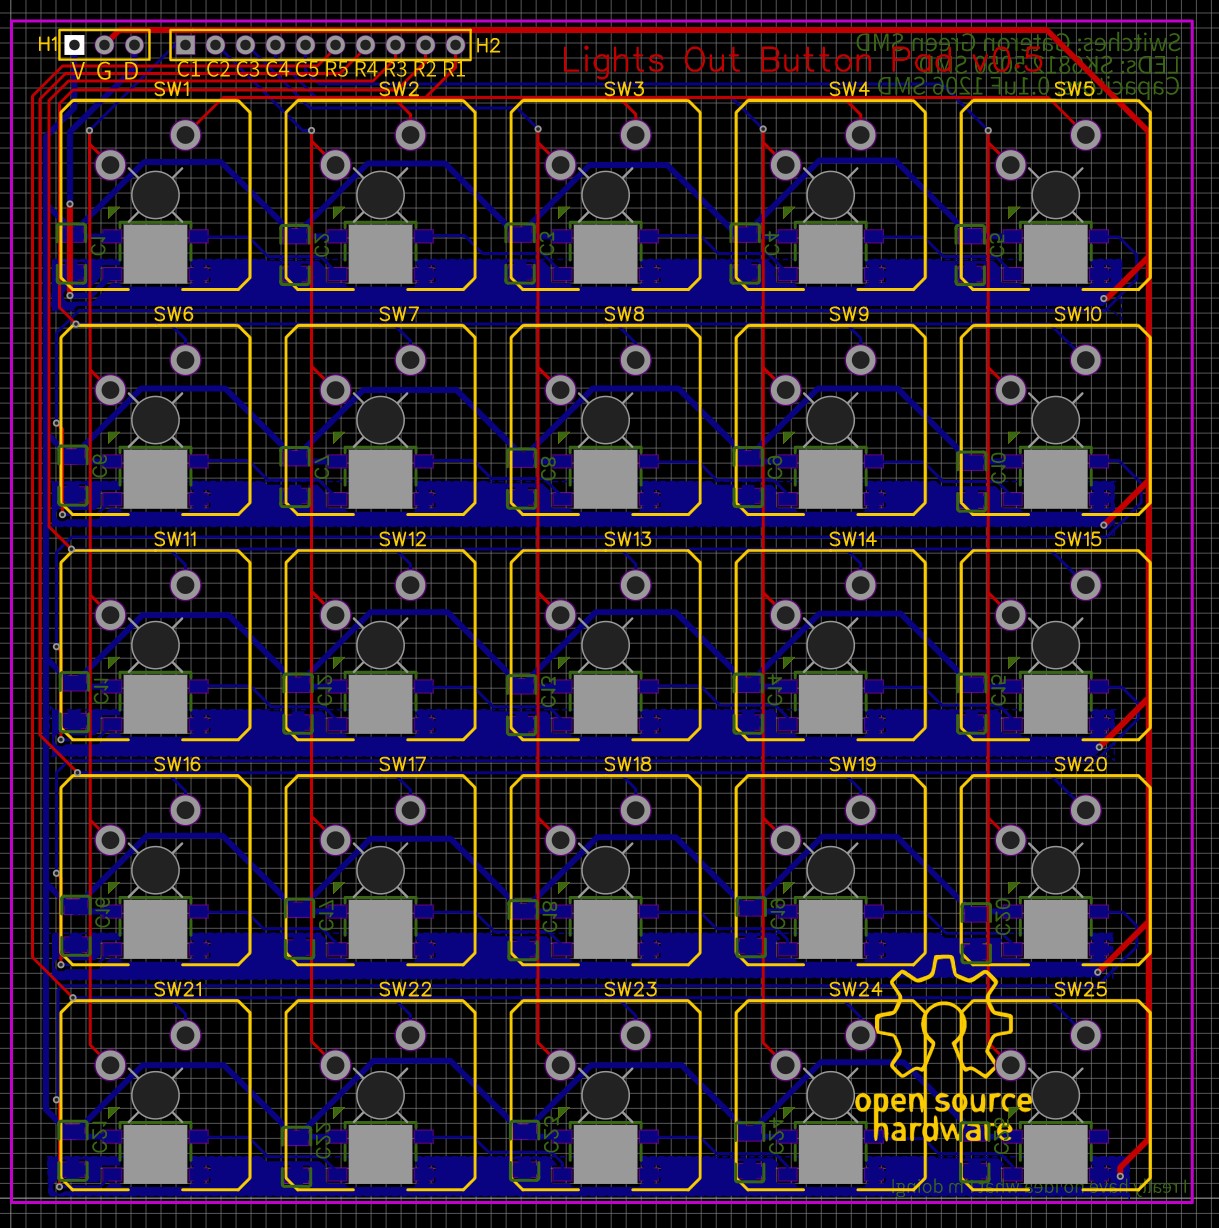 H1
H2
V G D
C1 C2 C3 C4 C5 R5 R4 R3 R2 R1
Lights Out Button Pad v0.5
Switches: Gateron Green SMD
Capacitors: 0.1uF 1206 SMD
SW1 SW2 SW3 SW4 SW5
C1 C2 C3 C4 C5
SW6 SW7 SW8 SW9 SW10
C6 C7 C8 C9 C10
SW11 SW12 SW13 SW14 SW15
C11 C12 C13 C14 C15
SW16 SW17 SW18 SW19 SW20
C16 C17 C18 C19 C20
SW21 SW22 SW23 SW24 SW25
C21 C22 C23 C24
open source
hardware
I really have no idea what I'm doing!